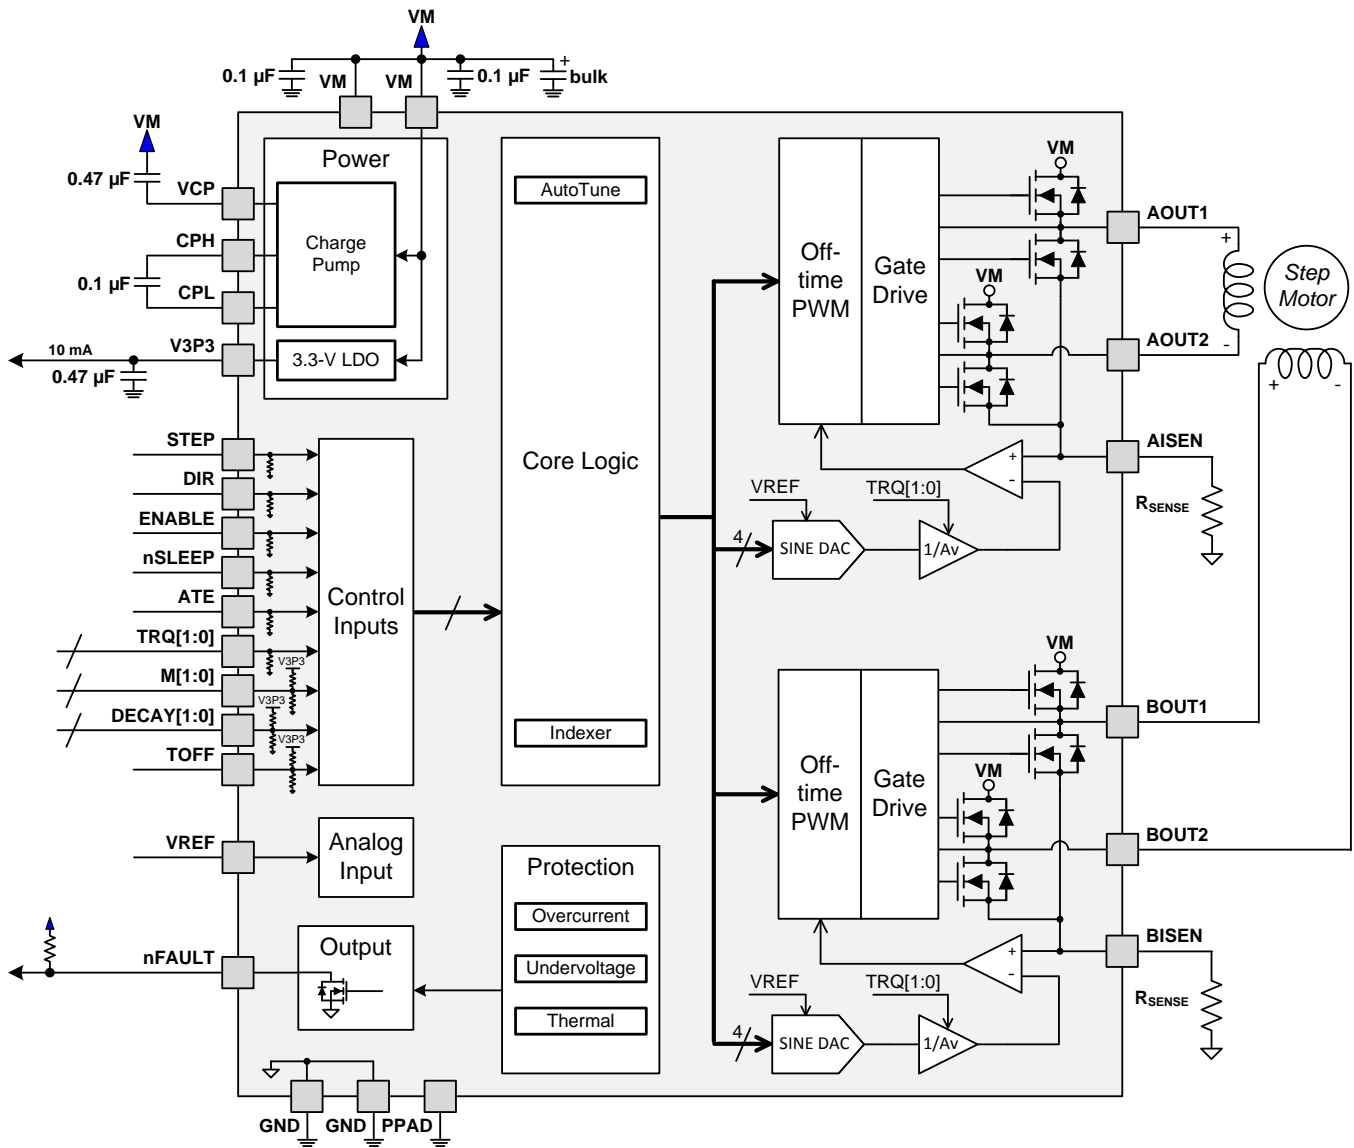 VM
0.1 µF
VM
VM
0.1 µF
+
bulk
VM
0.47 µF
VCP
CPH
0.1 µF
CPL
10 mA
V3P3
0.47 µF
Power
Charge
Pump
3.3-V LDO
STEP
DIR
ENABLE
nSLEEP
ATE
TRQ[1:0]
M[1:0]
DECAY[1:0]
TOFF
V3P3
V3P3
V3P3
Control
Inputs
VREF
Analog
Input
nFAULT
Output
GND
GND
PPAD
AutoTune
Core Logic
Indexer
Protection
Overcurrent
Undervoltage
Thermal
Off-
time
PWM
Gate
Drive
VM
VM
AOUT1
+
Step
Motor
AOUT2
-
+
-
AISEN
RSENSE
+
-
VREF
TRQ[1:0]
4
SINE DAC
1/Av
Off-
time
PWM
Gate
Drive
VM
VM
BOUT1
BOUT2
BISEN
RSENSE
+
-
VREF
TRQ[1:0]
4
SINE DAC
1/Av